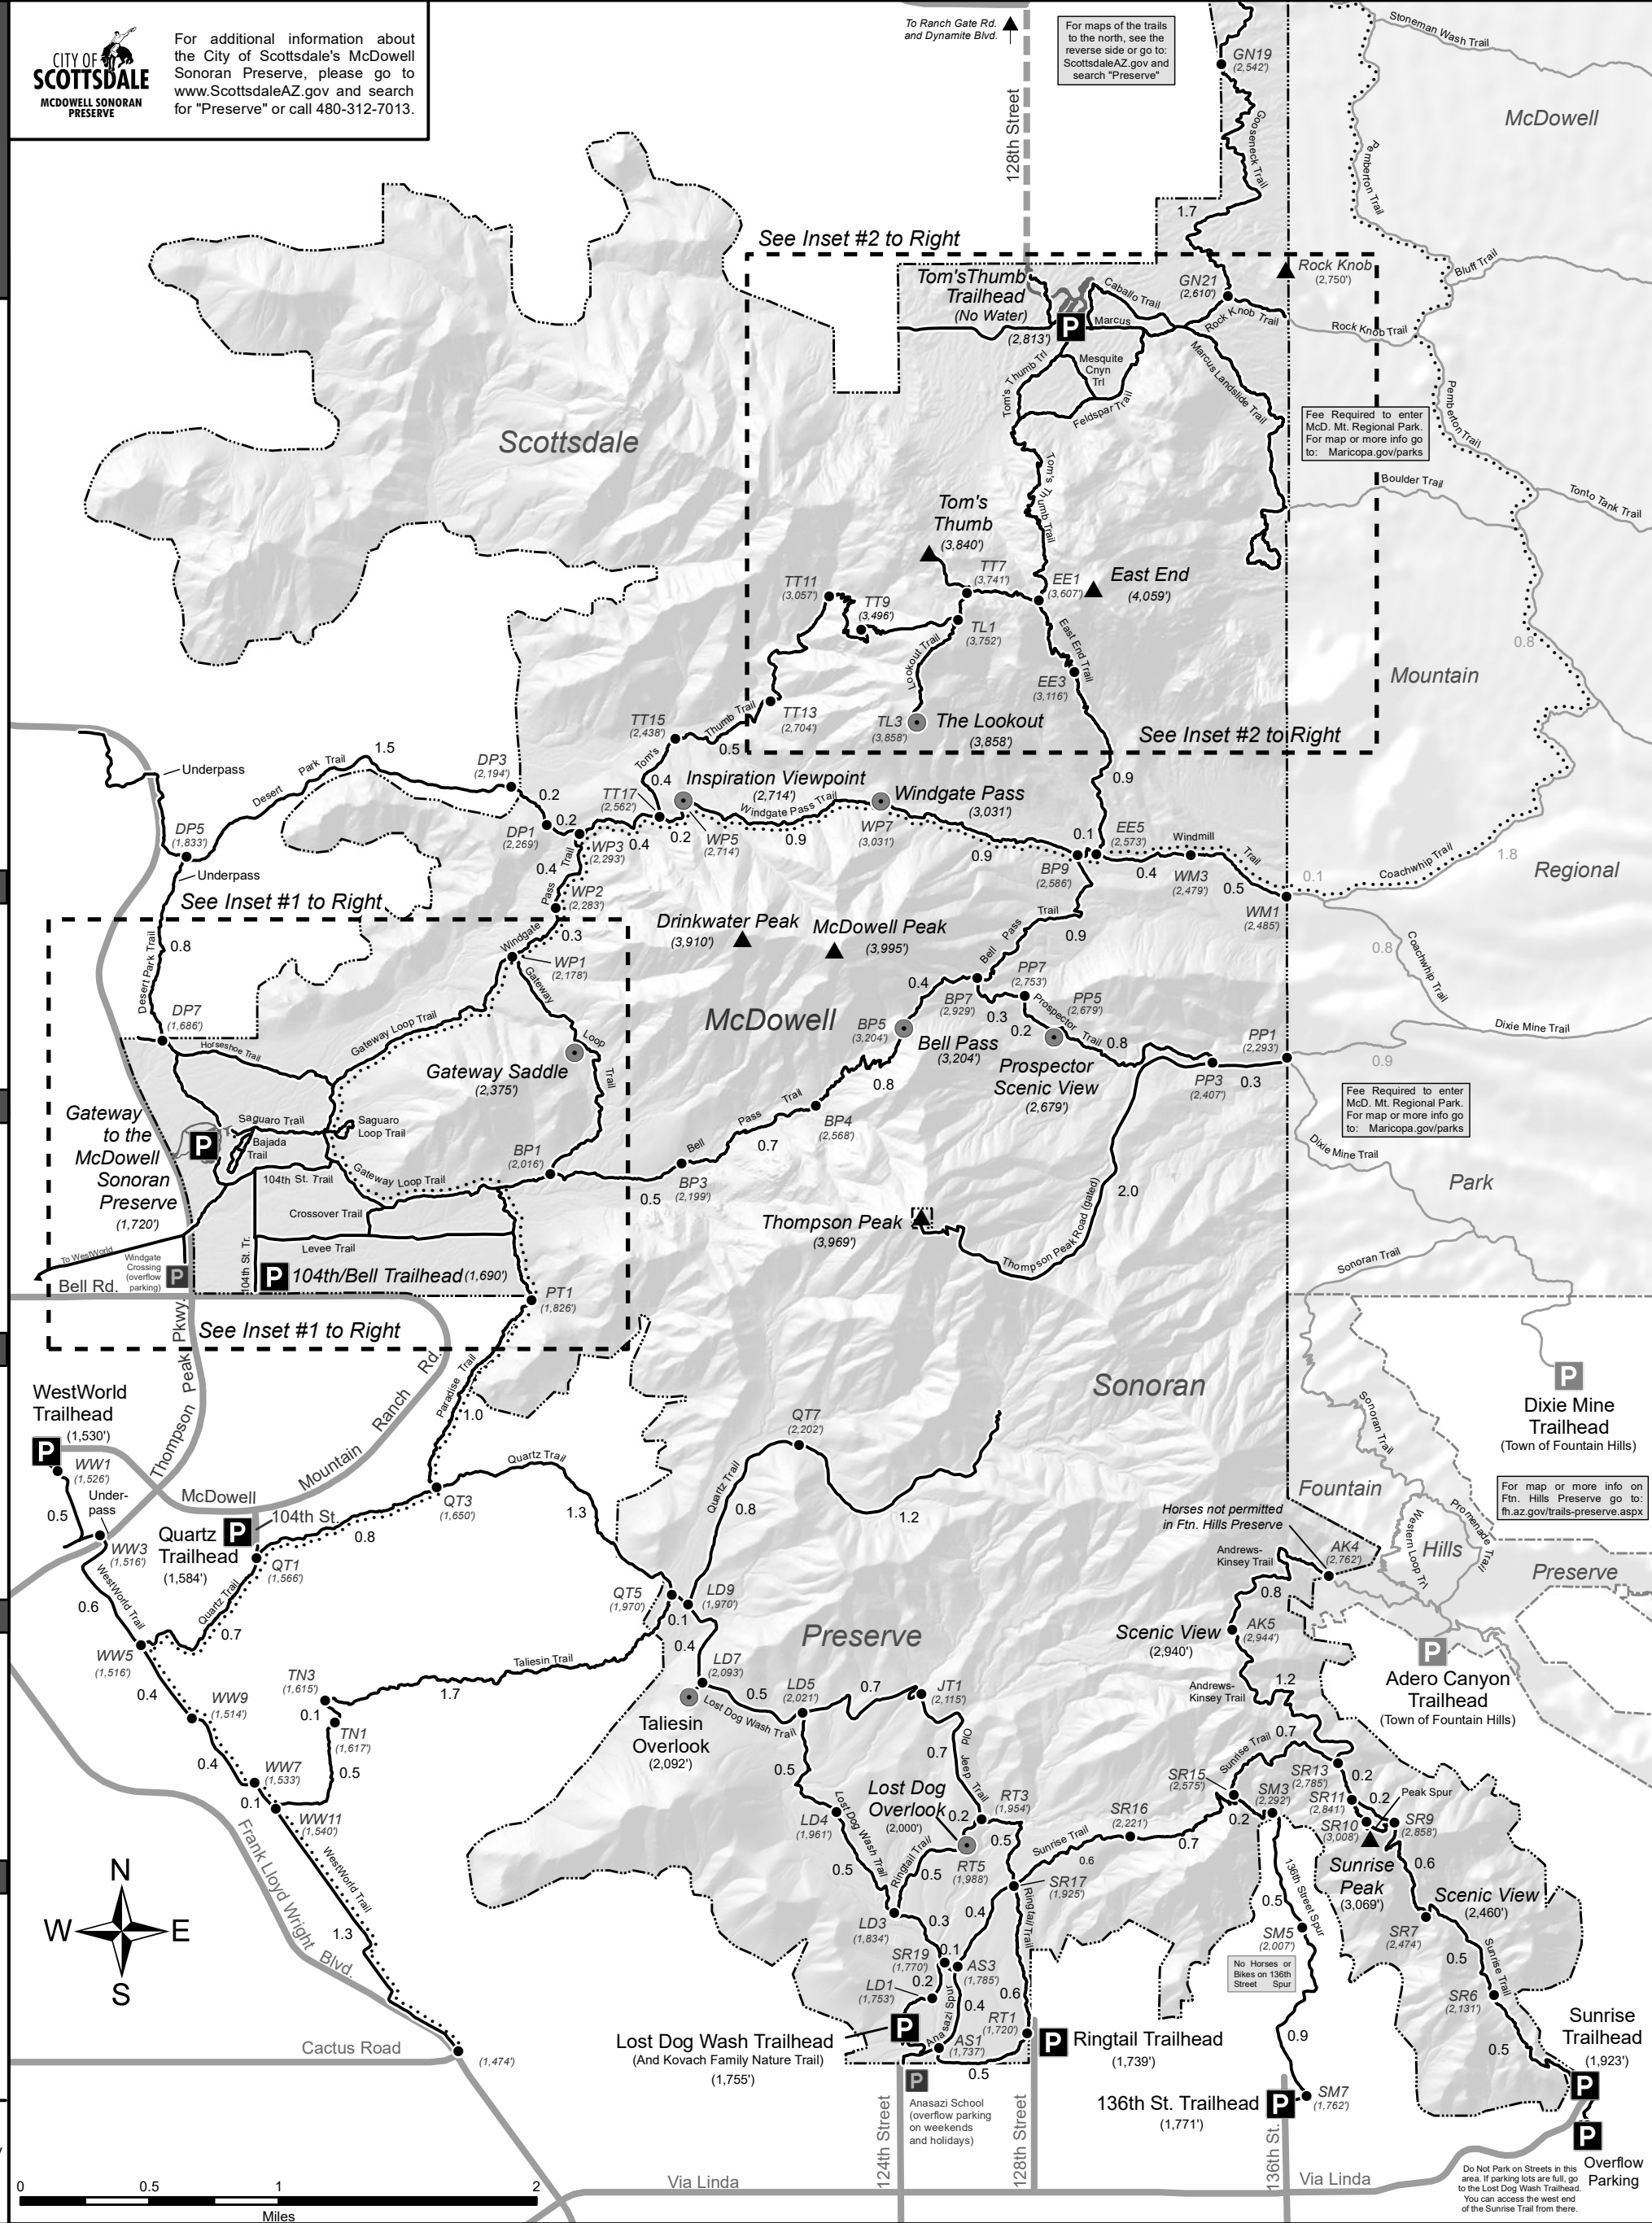 CITY OF
SCOTTSDALE
MCDOWELL SONORAN
PRESERVE
For additional information about
the City of Scottsdale's McDowell
Sonoran Preserve, please go to
www.ScottsdaleAZ.gov and search
for "Preserve" or call 480-312-7013.
To Ranch Gate Rd.
and Dynamite Blvd.
For maps of the trails
to the north, see the
reverse side or go to:
ScottsdaleAZ.gov and
search "Preserve"
128th Street
GN19
(2,542')
Gooseneck Trail
Stoneman Wash Trail
McDowell
Pemberton Trail
1.7
See Inset #2 to Right
Tom'sThumb
Trailhead
(No Water)
P
(2,813')
Caballo Trail
Marcus
GN21
(2,610')
Rock Knob
(2,750')
Bluff Trail
Rock Knob Trail
Rock Knob Trail
Mesquite
Cnyn
Trl
Tom's Thumb Trl
Feldspar Trail
Marcus Landslide Trail
Pemberton Trail
Fee Required to enter
McD. Mt. Regional Park.
For map or more info go
to: Maricopa.gov/parks
Scottsdale
Tom's Thumb Trail
Boulder Trail
Tonto Tank Trail
Tom's
Thumb
(3,840')
TT7
(3,741')
EE1
(3,607')
East End
(4,059')
TT11
(3,057')
TT9
(3,496')
TL1
(3,752')
East End Trail
0.8
Lookout Trail
EE3
(3,116')
Mountain
TT13
(2,704')
TT15
(2,438')
Thumb Trail
Tom's
TL3
(3,858')
The Lookout
(3,858')
See Inset #2 to Right
0.5
Underpass
1.5
Desert Park Trail
DP3
(2,194')
0.4
Inspiration Viewpoint
(2,714')
Windgate Pass
(3,031')
0.9
0.2
TT17
(2,562')
Windgate Pass Trail
DP5
(1,833')
DP1
(2,269')
0.2
WP3
(2,293')
0.4
0.2
WP5
(2,714')
0.9
WP7
(3,031')
0.9
0.1
EE5
(2,573')
Windmill
Trail
BP9
(2,586')
0.4
WM3
(2,479')
0.5
0.1
Coachwhip Trail
1.8
Regional
Underpass
0.4
Pass
Trail
WP2
(2,283')
WM1
(2,485')
See Inset #1 to Right
Desert Park Trail
0.8
Windgate
0.3
WP1
(2,178')
Drinkwater Peak
(3,910')
McDowell Peak
(3,995')
Bell Pass Trail
0.9
0.8
Coachwhip Trail
0.4
PP7
(2,753')
BP7
(2,929')
0.3
Gateway
Loop
Trail
DP7
(1,686')
McDowell
BP5
(3,204')
Bell Pass
(3,204')
0.2
Prospector
Trail
PP5
(2,679')
0.8
PP1
(2,293')
Dixie Mine Trail
0.9
Horseshoe Trail
Gateway Loop Trail
Gateway Saddle
(2,375')
Prospector
Scenic View
(2,679')
PP3
(2,407')
0.3
0.8
Fee Required to enter
McD. Mt. Regional Park.
For map or more info go
to: Maricopa.gov/parks
Gateway
to the
McDowell
Sonoran
Preserve
(1,720')
P
Saguaro Trail
Bajada
Trail
Saguaro
Loop Trail
Bell Pass Trail
BP4
(2,568')
0.7
BP1
(2,016')
0.5
BP3
(2,199')
Gateway Loop Trail
104th St. Trail
Crossover Trail
Levee Trail
104th St. Tr.
Thompson Peak
(3,969')
Thompson Peak Road (gated)
2.0
Dixie Mine Trail
Park
Sonoran Trail
To WestWorld
Windgate
Crossing
(overflow
parking)
P
Bell Rd.
P
104th/Bell Trailhead (1,690')
PT1
(1,826')
See Inset #1 to Right
Thompson Peak Pkwy.
Paradise Trail
1.0
McDowell Mountain Ranch Rd.
WestWorld
Trailhead
(1,530')
P
WW1
(1,526')
Under-
pass
0.5
Sonoran
Sonoran Trail
P
Dixie Mine
Trailhead
(Town of Fountain Hills)
QT7
(2,202')
Quartz Trail
QT3
(1,650')
1.3
Quartz Trail
0.8
1.2
Fountain
Hills
Preserve
For map or more info on
Ftn. Hills Preserve go to:
fh.az.gov/trails-preserve.aspx
Horses not permitted
in Ftn. Hills Preserve
Western Loop Trl
Promenade Trail
Quartz
Trailhead
(1,584')
P
104th St.
0.8
QT1
(1,566')
WW3
(1,516')
WestWorld Trail
0.6
Quartz Trail
0.7
WW5
(1,516')
Andrews-
Kinsey Trail
AK4
(2,762')
0.8
QT5
(1,970')
0.1
LD9
(1,970')
0.4
Preserve
Scenic View
(2,940')
AK5
(2,944')
P
Adero Canyon
Trailhead
(Town of Fountain Hills)
Taliesin Trail
1.7
TN3
(1,615')
0.1
TN1
(1,617')
0.5
0.4
WW9
(1,514')
0.4
WW7
(1,533')
0.1
WW11
(1,540')
LD7
(2,093')
0.5
Lost Dog Wash Trail
LD5
(2,021')
0.7
JT1
(2,115')
Taliesin
Overlook
(2,092')
Andrews-
Kinsey Trail
1.2
0.7
Old Jeep Trail
0.5
Lost Dog
Overlook
(2,000')
0.2
RT3
(1,954')
0.5
LD4
(1,961')
Lost Dog Wash Trail
0.5
Ringtail Trail
0.5
RT5
(1,988')
Sunrise Trail
0.6
SR16
(2,221')
0.7
SR15
(2,575')
Sunrise Trail
0.7
0.2
SM3
(2,292')
SR13
(2,785')
0.2
SR11
(2,841')
0.2
Peak Spur
SR10
(3,008')
SR9
(2,858')
Sunrise
Peak
(3,069')
0.6
Scenic View
(2,460')
SR7
(2,474')
0.5
Sunrise Trail
SR6
(2,131')
0.5
SR17
(1,925')
Ringtail Trail
0.4
LD3
(1,834')
0.3
0.1
SR19
(1,770')
AS3
(1,785')
0.2
LD1
(1,753')
Anasazi Spur
0.4
0.6
RT1
(1,720')
AS1
(1,737')
0.5
136th Street Spur
0.5
SM5
(2,007')
No Horses or
Bikes on 136th
Street Spur
0.9
N
W
E
S
Frank Lloyd Wright Blvd.
WestWorld Trail
1.3
Cactus Road
(1,474')
Lost Dog Wash Trailhead
(And Kovach Family Nature Trail)
(1,755')
P
P
Ringtail Trailhead
(1,739')
P
Anasazi School
(overflow parking
on weekends
and holidays)
136th St. Trailhead
(1,771')
P
SM7
(1,762')
Sunrise
Trailhead
(1,923')
P
P
Overflow
Parking
124th Street
128th Street
136th St.
Via Linda
Via Linda
Do Not Park on Streets in this
area. If parking lots are full, go
to the Lost Dog Wash Trailhead.
You can access the west end
of the Sunrise Trail from there.
0
0.5
1
2
Miles